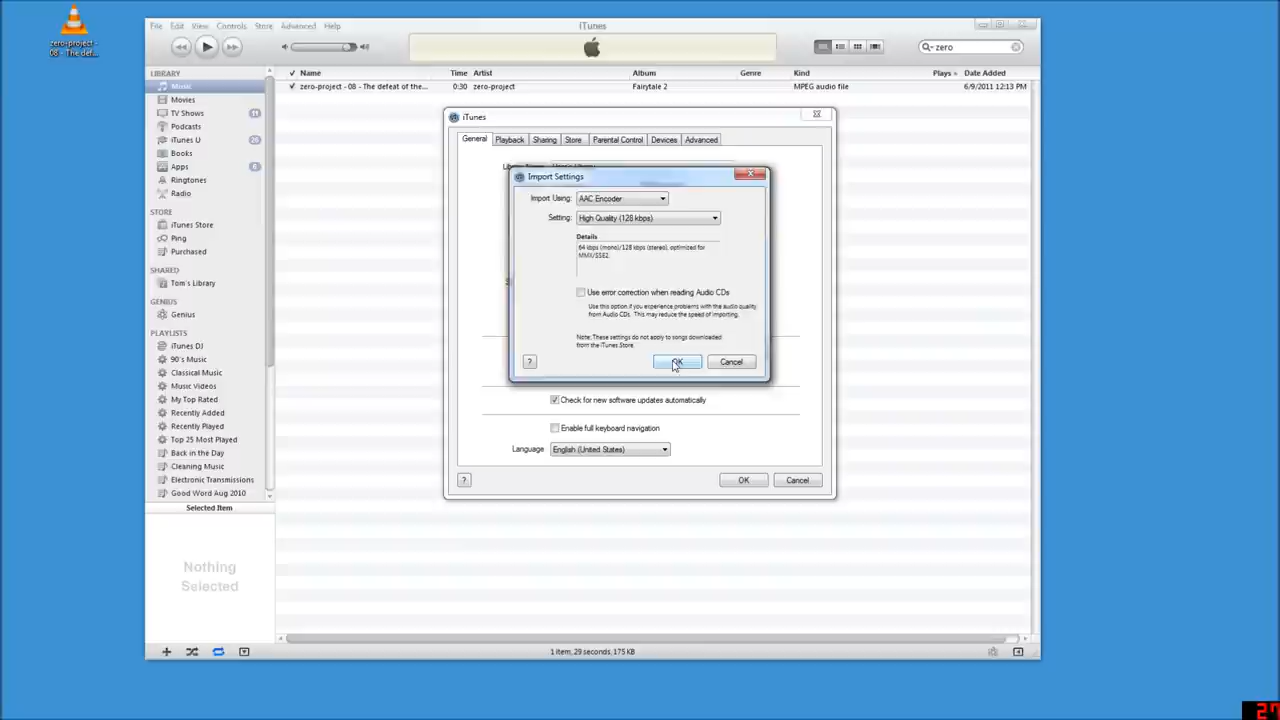 zero-project -
08 - The def...
iTunes
File Edit View Controls Store Advanced Help
zero
LIBRARY
Music
Movies
TV Shows 11
Podcasts
iTunes U 20
Books
Apps 6
Ringtones
Radio
STORE
iTunes Store
Ping
Purchased
SHARED
Tom's Library
GENIUS
Genius
PLAYLISTS
iTunes DJ
90's Music
Classical Music
Music Videos
My Top Rated
Recently Added
Recently Played
Top 25 Most Played
Back in the Day
Cleaning Music
Electronic Transmissions
Good Word Aug 2010
Selected Item
Nothing
Selected
Name Time Artist Album Genre Kind Plays Date Added
zero-project - 08 - The defeat of the... 0:30 zero-project Fairytale 2 MPEG audio file 6/9/2011 12:13 PM
iTunes
General Playback Sharing Store Parental Control Devices Advanced
Import Settings
Import Using: AAC Encoder
Setting: High Quality (128 kbps)
Details
64 kbps (mono)/128 kbps (stereo), optimized for
MMX/SSE2.
Use error correction when reading Audio CDs
Use this option if you experience problems with the audio quality
from Audio CDs. This may reduce the speed of importing.
Note: These settings do not apply to songs downloaded
from the iTunes Store.
? OK Cancel
Check for new software updates automatically
Enable full keyboard navigation
Language English (United States)
? OK Cancel
1 item, 29 seconds, 175 KB